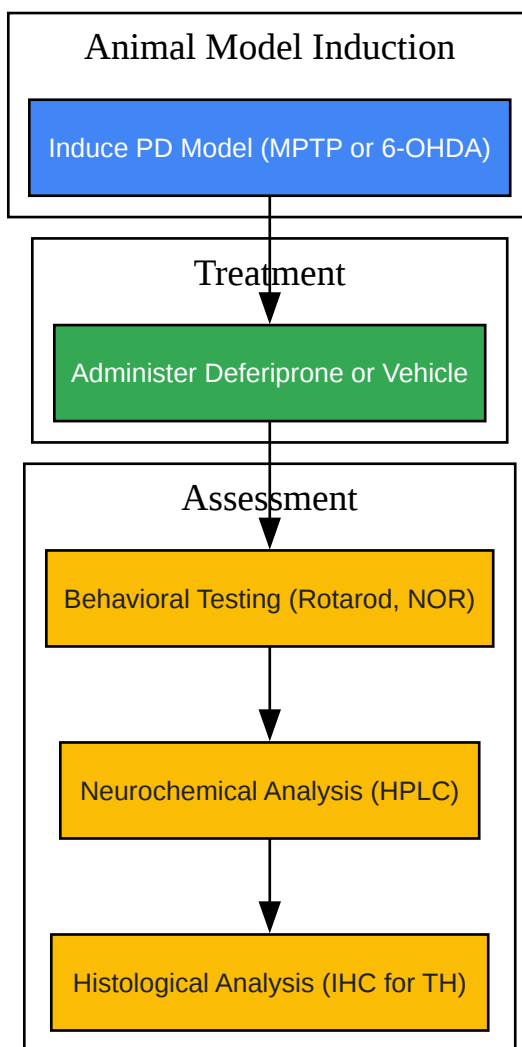 Animal Model Induction
Induce PD Model (MPTP or 6-OHDA)
Treatment
Administer Deferiprone or Vehicle
Assessment
Behavioral Testing (Rotarod, NOR)
Neurochemical Analysis (HPLC)
Histological Analysis (IHC for TH)